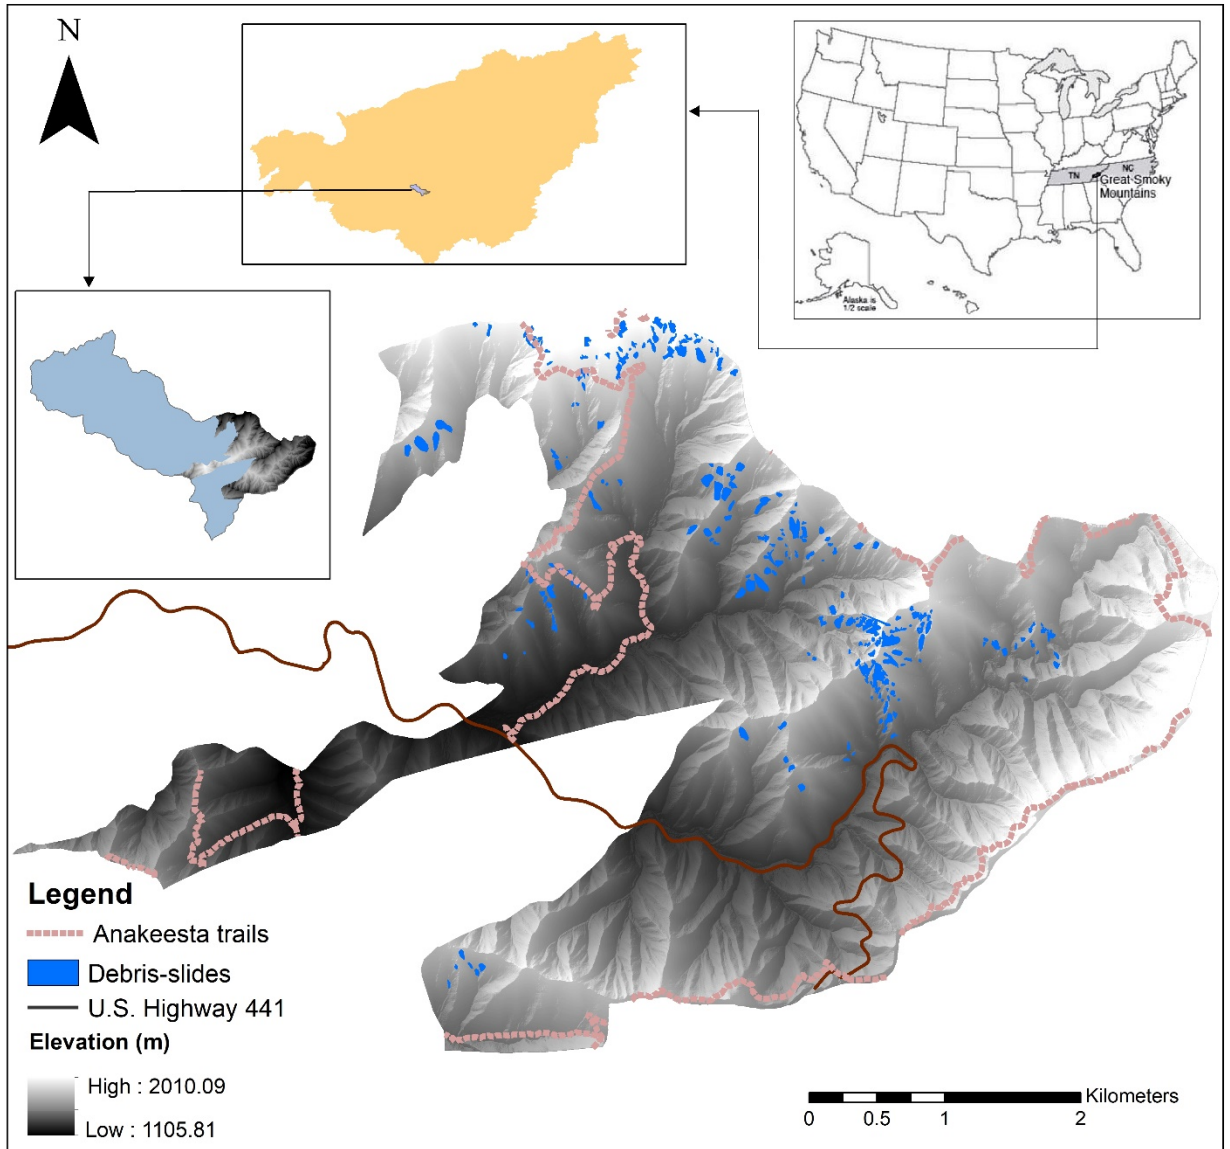 N
TN
NC
Great Smoky
Mountains
Alaska is
1/2 scale
Legend
Anakeesta trails
Debris-slides
U.S. Highway 441
Elevation (m)
High : 2010.09
Low : 1105.81
Kilometers
0 0.5 1 2